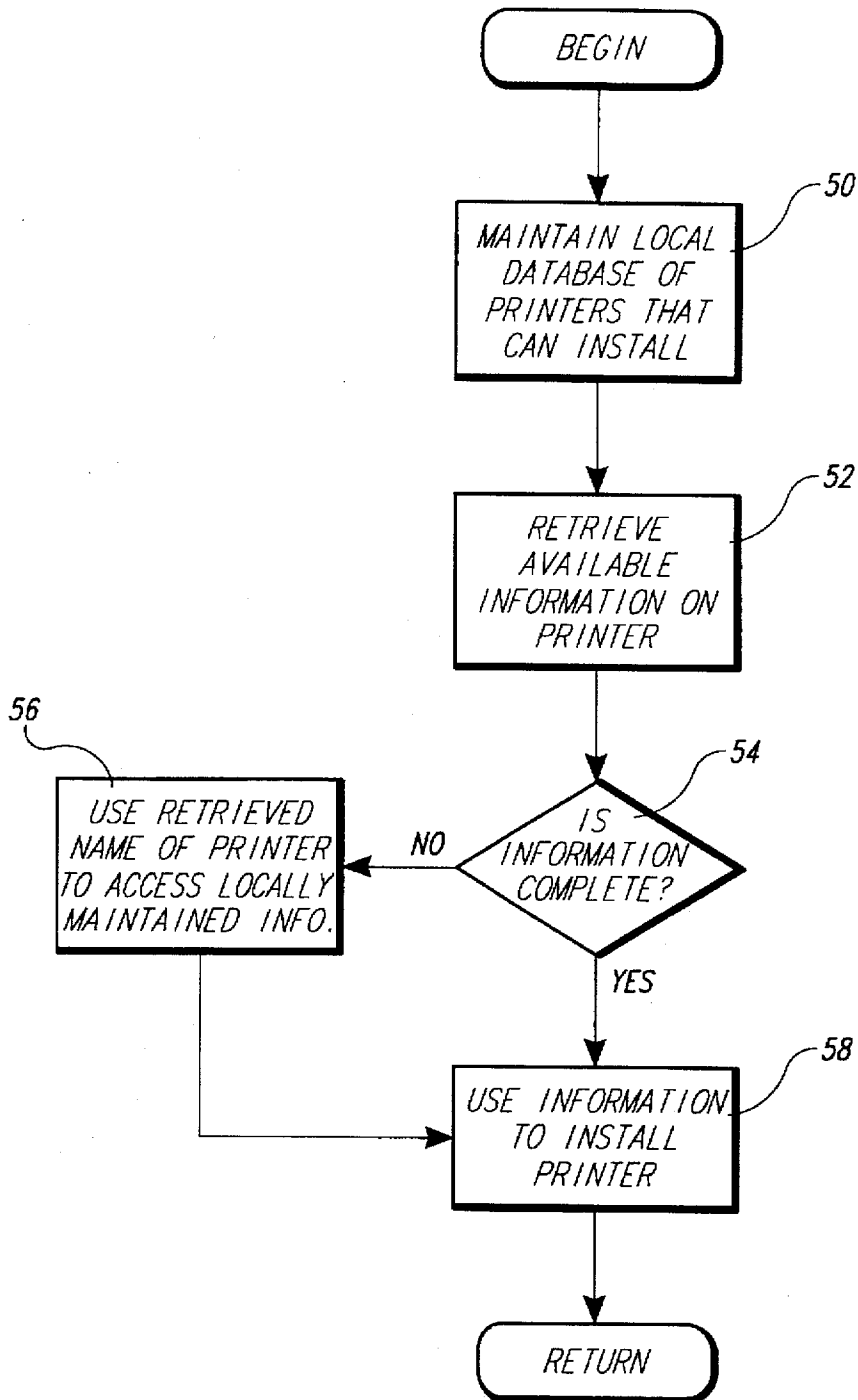 BEGIN
50
MAINTAIN LOCAL
DATABASE OF
PRINTERS THAT
CAN INSTALL
52
RETRIEVE
AVAILABLE
INFORMATION ON
PRINTER
54
IS
INFORMATION
COMPLETE?
NO
56
USE RETRIEVED
NAME OF PRINTER
TO ACCESS LOCALLY
MAINTAINED INFO.
YES
58
USE INFORMATION
TO INSTALL
PRINTER
RETURN